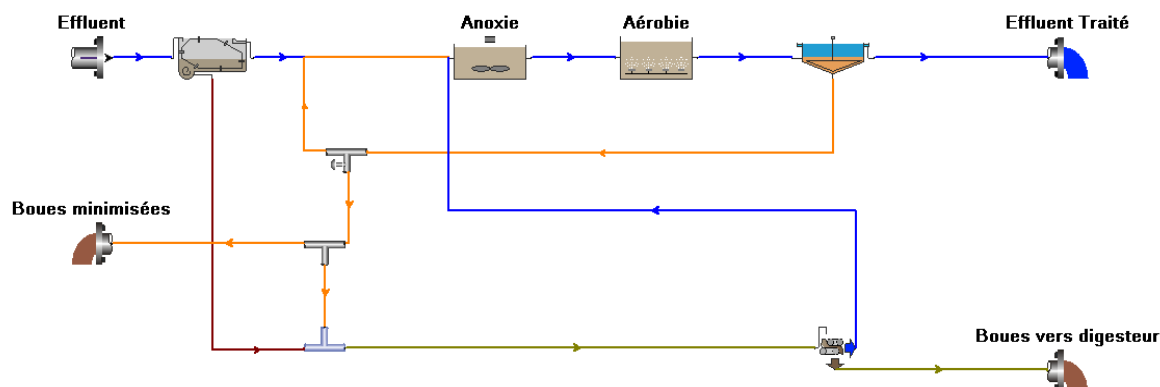 Effluent
Anoxie
Aérobie
Effluent Traité
Boues minimisées
Boues vers digesteur